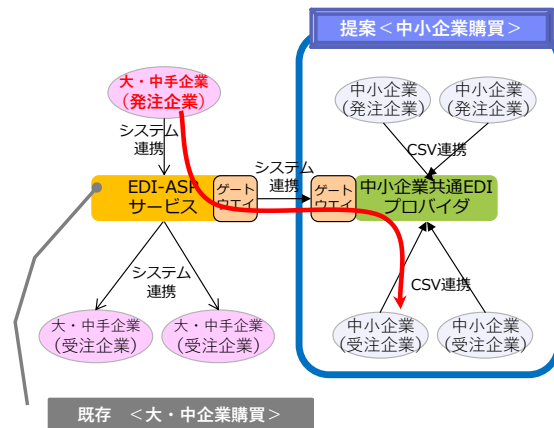 提案＜中小企業購買＞
大・中手企業
(発注企業)
中小企業
(発注企業)
中小企業
(発注企業)
システム
連携
CSV連携
EDI-ASP
サービス
ゲート
ウエイ
システム
連携
ゲート
ウエイ
中小企業共通EDI
プロバイダ
システム
連携
CSV連携
大・中手企業
(受注企業)
大・中手企業
(受注企業)
中小企業
(受注企業)
中小企業
(受注企業)
既存　＜大・中企業購買＞